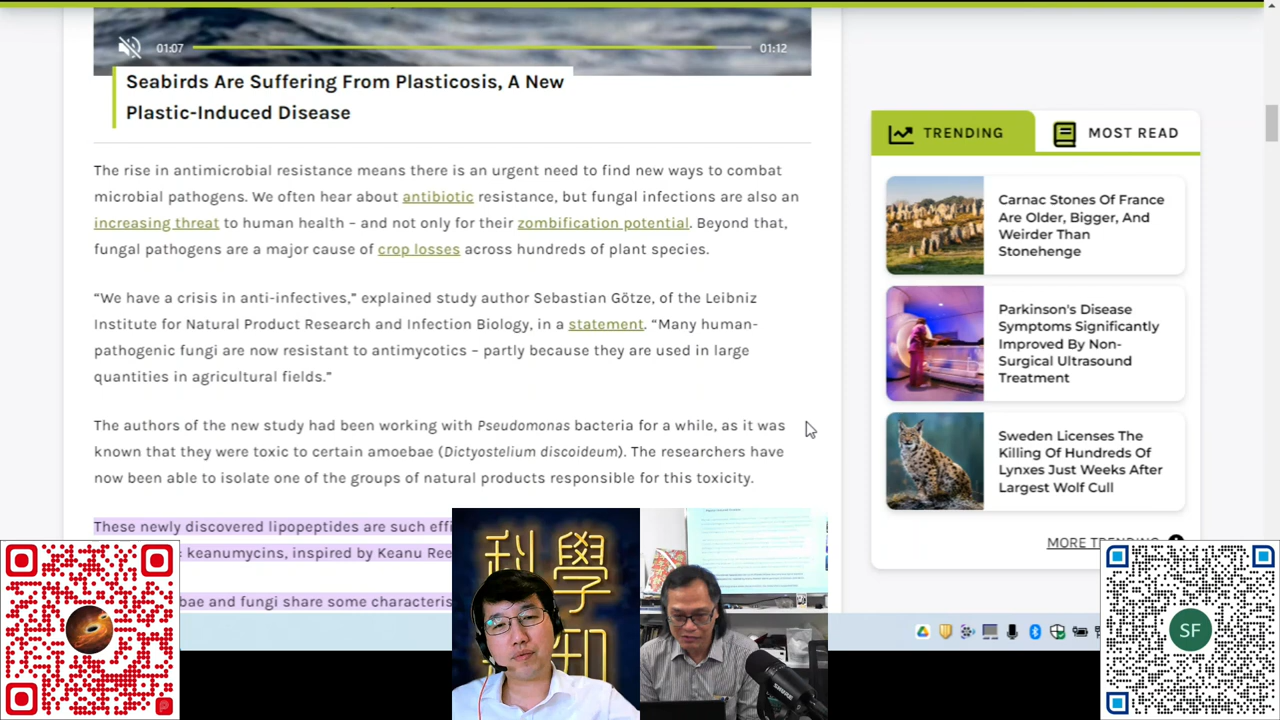 01:07
01:12
Seabirds Are Suffering From Plasticosis, A New
Plastic-Induced Disease
The rise in antimicrobial resistance means there is an urgent need to find new ways to combat
microbial pathogens. We often hear about antibiotic resistance, but fungal infections are also an
increasing threat to human health – and not only for their zombification potential. Beyond that,
fungal pathogens are a major cause of crop losses across hundreds of plant species.
“We have a crisis in anti-infectives,” explained study author Sebastian Götze, of the Leibniz
Institute for Natural Product Research and Infection Biology, in a statement. “Many human-
pathogenic fungi are now resistant to antimycotics – partly because they are used in large
quantities in agricultural fields.”
The authors of the new study had been working with Pseudomonas bacteria for a while, as it was
known that they were toxic to certain amoebae (Dictyostelium discoideum). The researchers have
now been able to isolate one of the groups of natural products responsible for this toxicity.
These newly discovered lipopeptides are such
keanumycins, inspired by Keanu
and fungi share some
TRENDING
MOST READ
Carnac Stones Of France
Are Older, Bigger, And
Weirder Than
Stonehenge
Parkinson's Disease
Symptoms Significantly
Improved By Non-
Surgical Ultrasound
Treatment
Sweden Licenses The
Killing Of Hundreds Of
Lynxes Just Weeks After
Largest Wolf Cull
MORE TRENDING
科學
知
SF
SHURE